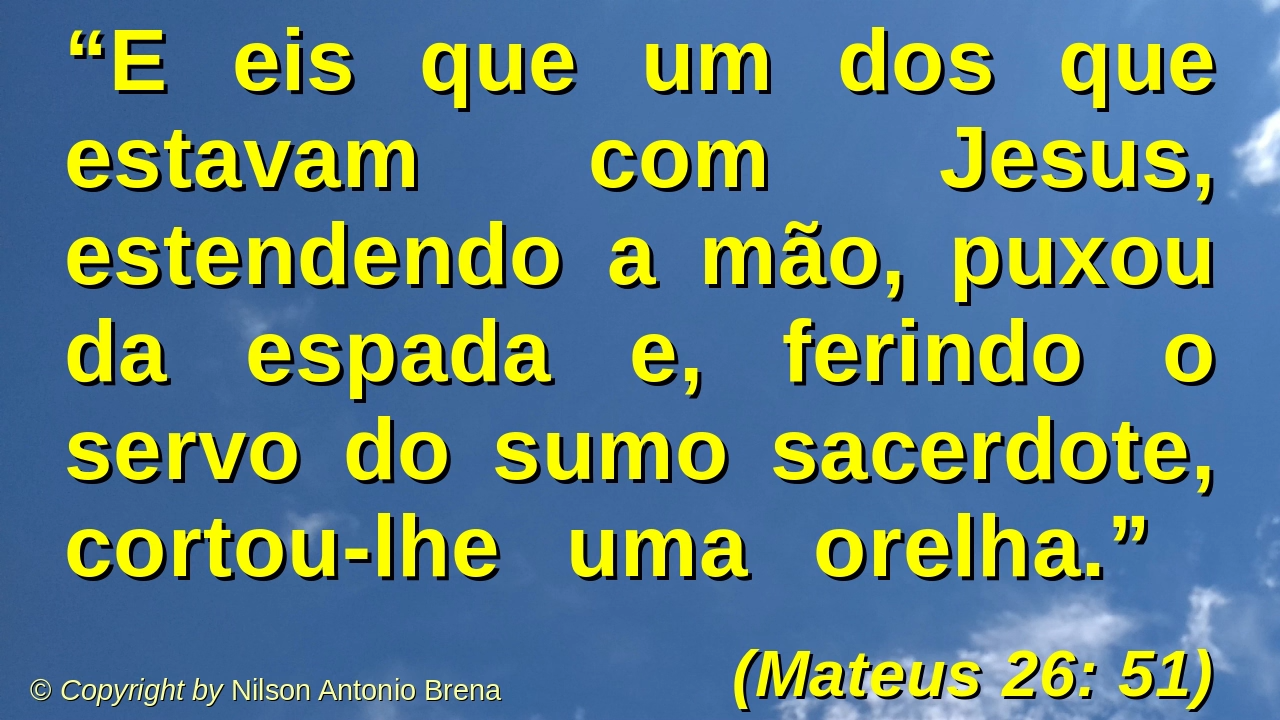 “E eis que um dos que
estavam com Jesus,
estendendo a mão, puxou
da espada e, ferindo o
servo do sumo sacerdote,
cortou-lhe uma orelha.”
(Mateus 26: 51)
© Copyright by Nilson Antonio Brena